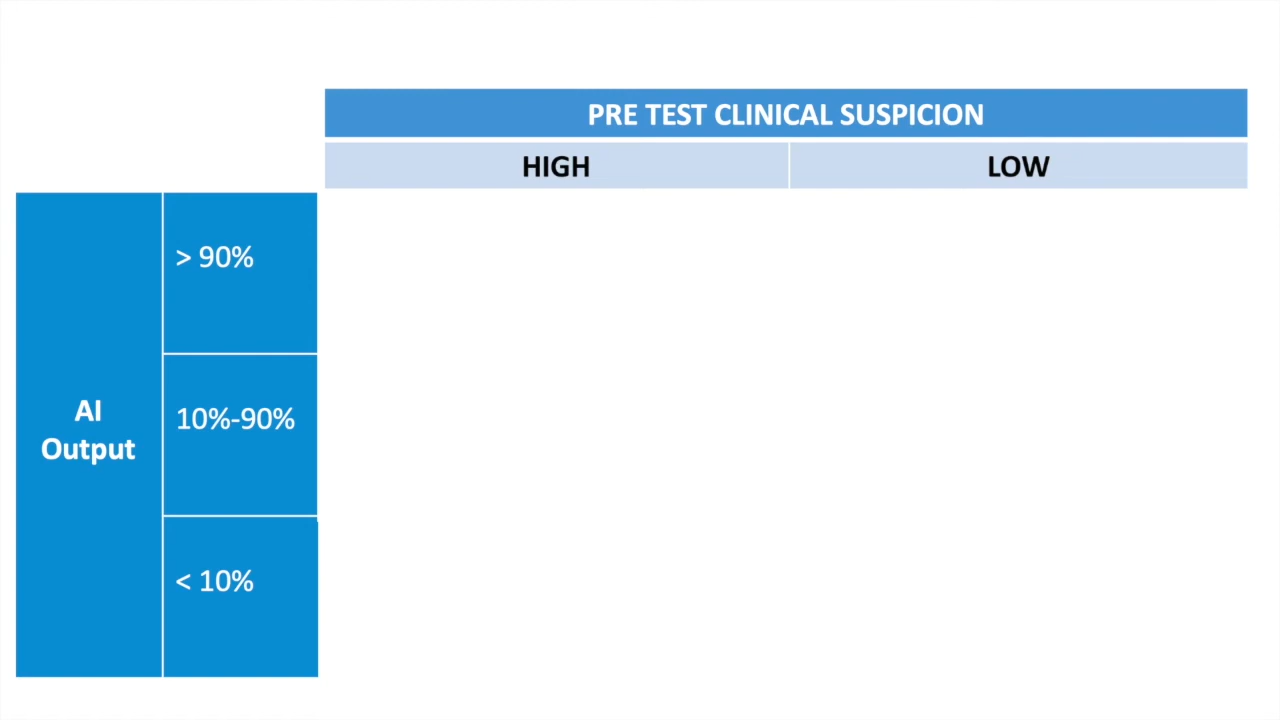 PRE TEST CLINICAL SUSPICION
HIGH
LOW
> 90%
AI
Output
10%-90%
< 10%